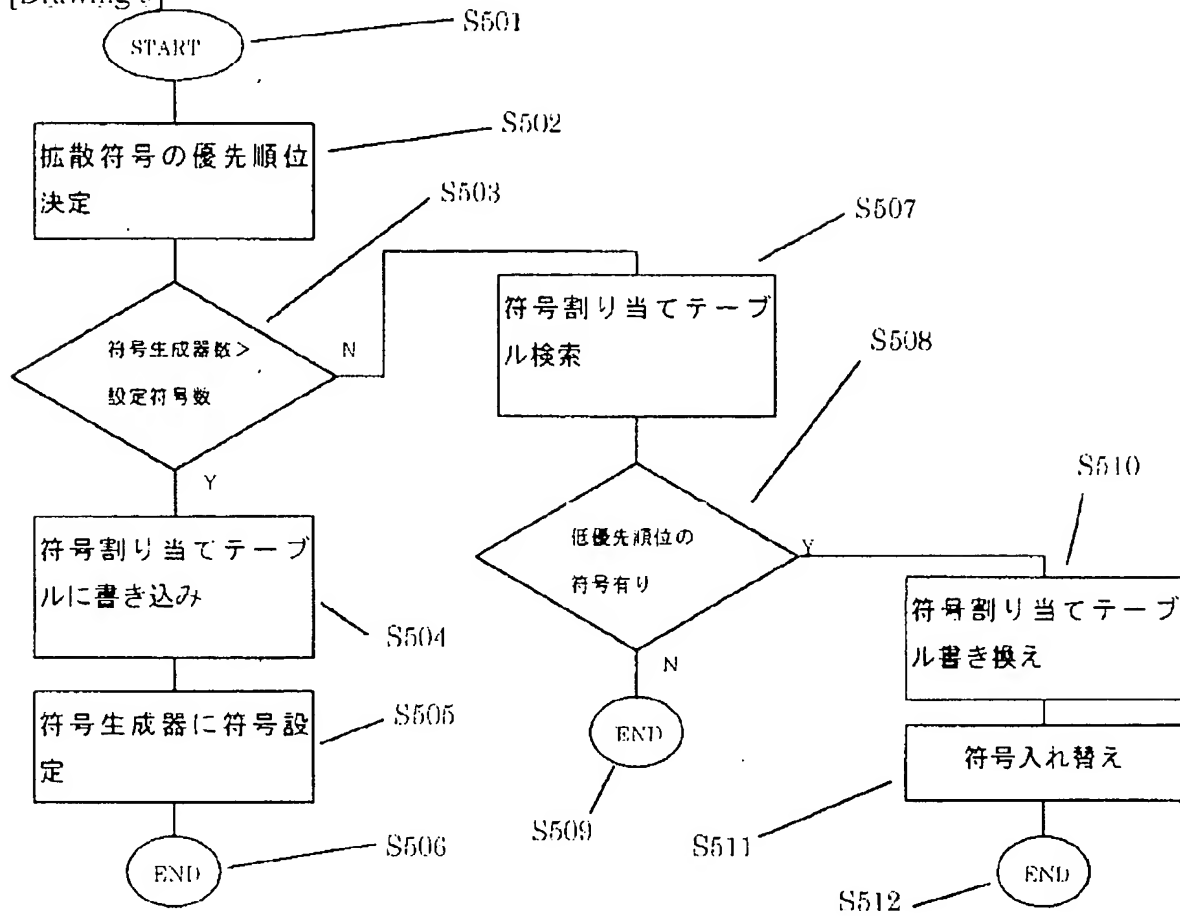 [Drawing
START
S501
拡散符号の優先順位
決定
S502
符号生成器数>
設定符号数
S503
N
Y
符号割り当てテーブ
ルに書き込み
S504
符号生成器に符号設
定
S505
END
S506
符号割り当てテーブ
ル検索
S507
低優先順位の
符号有り
S508
Y
N
END
S509
符号割り当てテーブ
ル書き換え
S510
符号入れ替え
S511
END
S512